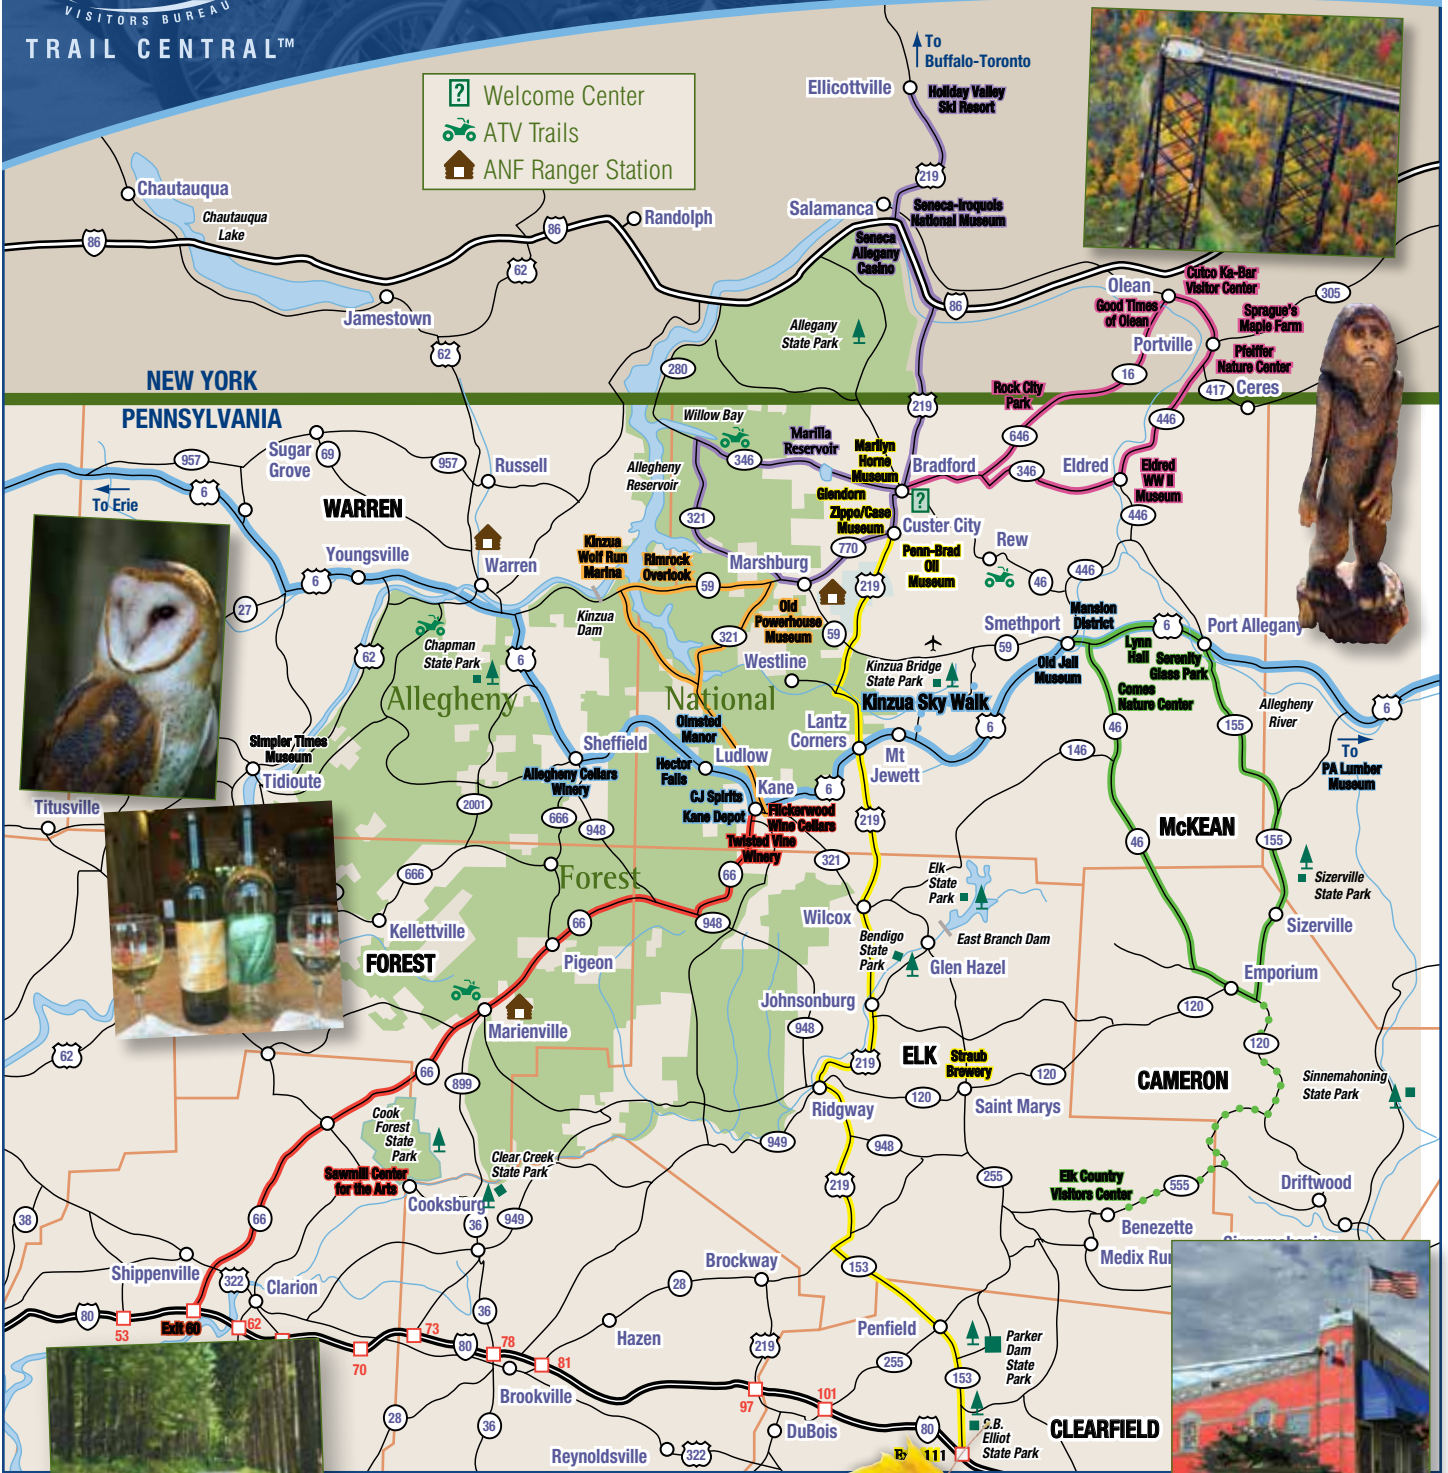 VISITORS BUREAU
TRAIL CENTRAL™
Welcome Center
ATV Trails
ANF Ranger Station
To
Buffalo-Toronto
Ellicottville
Holiday Valley
Ski Resort
219
Chautauqua
Chautauqua
Lake
86
86
62
Randolph
Salamanca
Seneca-Iroquois
National Museum
Seneca
Allegany
Casino
86
Jamestown
62
Allegany
State Park
280
Olean
Cutco Ka-Bar
Visitor Center
305
Good Times
of Olean
Sprague's
Maple Farm
Portville
Pfeiffer
Nature Center
16
417
Ceres
NEW YORK
PENNSYLVANIA
Rock City
Park
219
446
646
Willow Bay
346
Marilla
Reservoir
Marilyn
Horne
Museum
Bradford
346
Eldred
Eldred
WW II
Museum
446
Sugar
Grove
69
957
957
Russell
6
To Erie
WARREN
Allegheny
Reservoir
321
Glendorn
Zippo/Case
Museum
Custer City
770
Penn-Brad
Oil
Museum
Rew
46
446
Youngsville
6
Warren
27
Kinzua
Wolf Run
Marina
Rimrock
Overlook
59
Marshburg
219
Kinzua
Dam
Old
Powerhouse
Museum
321
59
Westline
Smethport
59
Mansion
District
6
Port Allegany
Lynn
Hall
Serenity
Glass Park
Old Jail
Museum
Comes
Nature Center
Chapman
State Park
62
6
Kinzua Bridge
State Park
Kinzua Sky Walk
Allegheny
National
Forest
Lantz
Corners
Mt
Jewett
6
146
46
155
Allegheny
River
6
To
PA Lumber
Museum
Simpler Times
Museum
Tidioute
Titusville
Sheffield
Olmsted
Manor
Ludlow
Hector
Falls
Allegheny Cellars
Winery
CJ Spirits
Kane
6
Kane Depot
Flickerwood
Wine Cellars
Twisted Vine
Winery
2001
666
948
219
321
McKEAN
46
155
Sizerville
State Park
Sizerville
666
66
Elk
State
Park
Wilcox
Kellettville
66
948
Bendigo
State
Park
East Branch Dam
Glen Hazel
FOREST
Pigeon
Emporium
Johnsonburg
120
Marienville
948
62
219
ELK
Straub
Brewery
120
120
CAMERON
Sinnemahoning
State Park
66
899
Ridgway
120
Saint Marys
Cook
Forest
State
Park
949
948
Clear Creek
State Park
Sawmill Center
for the Arts
Cooksburg
219
255
Elk Country
Visitors Center
555
Driftwood
38
66
36
949
Benezette
Medix Ru
Shippenville
322
Clarion
Brockway
153
28
80
53
Exit 60
62
36
Hazen
Penfield
Parker
Dam
State
Park
73
80
78
219
70
81
255
153
Brookville
97
101
DuBois
28
36
80
S.B.
Elliot
State Park
CLEARFIELD
Reynoldsville
322
111